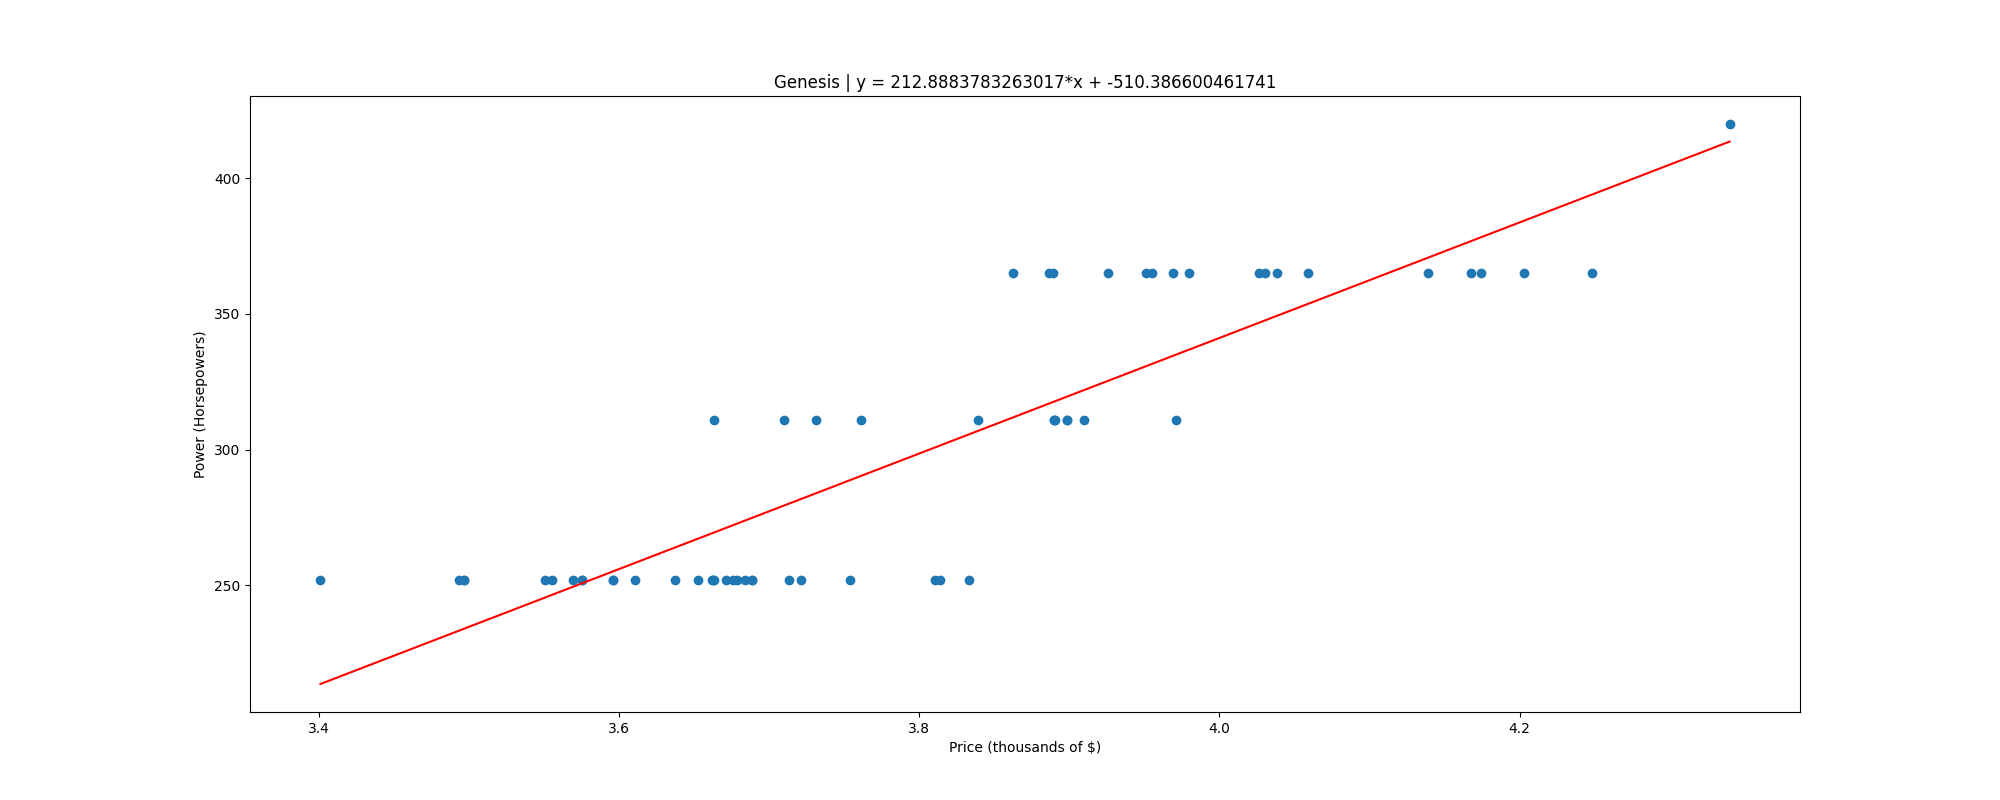 Genesis | y = 212.8883783263017*x + -510.386600461741
400
350
300
250
Power (Horsepowers)
3.4 3.6 3.8 4.0 4.2
Price (thousands of $)